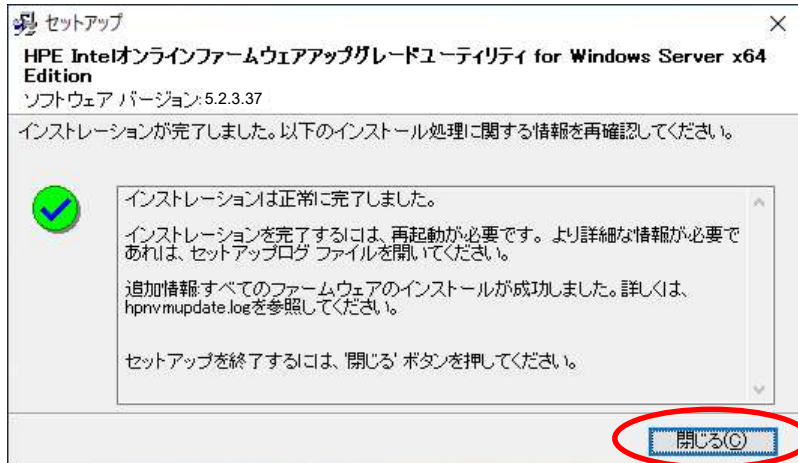 セットアップ
HPE Intelオンラインファームウェアアップグレードユーティリティ for Windows Server x64
Edition
ソフトウェア バージョン:5.2.3.37
インストレーションが完了しました。以下のインストール処理に関する情報を再確認してください。
インストレーションは正常に完了しました。
インストレーションを完了するには、再起動が必要です。より詳細な情報が必要で
あれば、セットアップログ ファイルを開いてください。
追加情報:すべてのファームウェアのインストールが成功しました。詳しくは、
hpnvmupdate.logを参照してください。
セットアップを終了するには、'閉じる' ボタンを押してください。
閉じる(C)